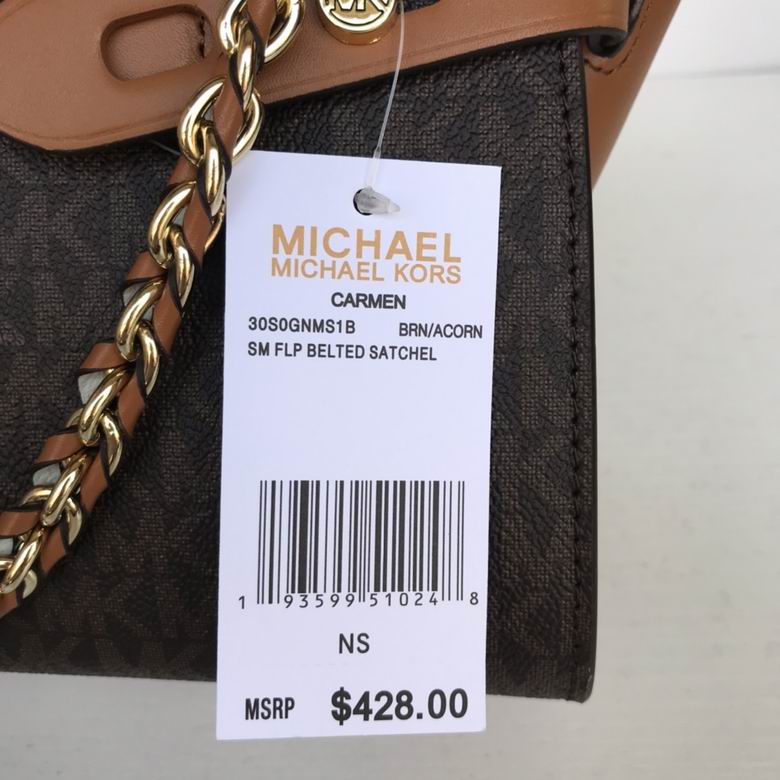 MK
MICHAEL
MICHAEL KORS
CARMEN
30S0GNMS1B BRN/ACORN
SM FLP BELTED SATCHEL
1 93599 51024 8
NS
MSRP $428.00